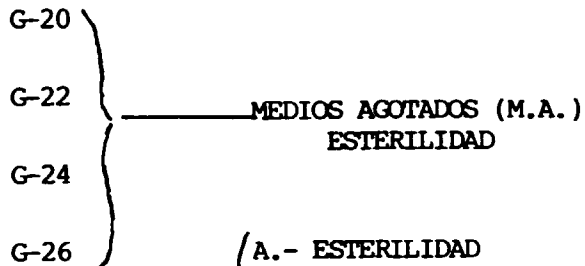 G-20
G-22
MEDIOS AGOTADOS (M.A.)
ESTERILIDAD
G-24
G-26
A.- ESTERILIDAD